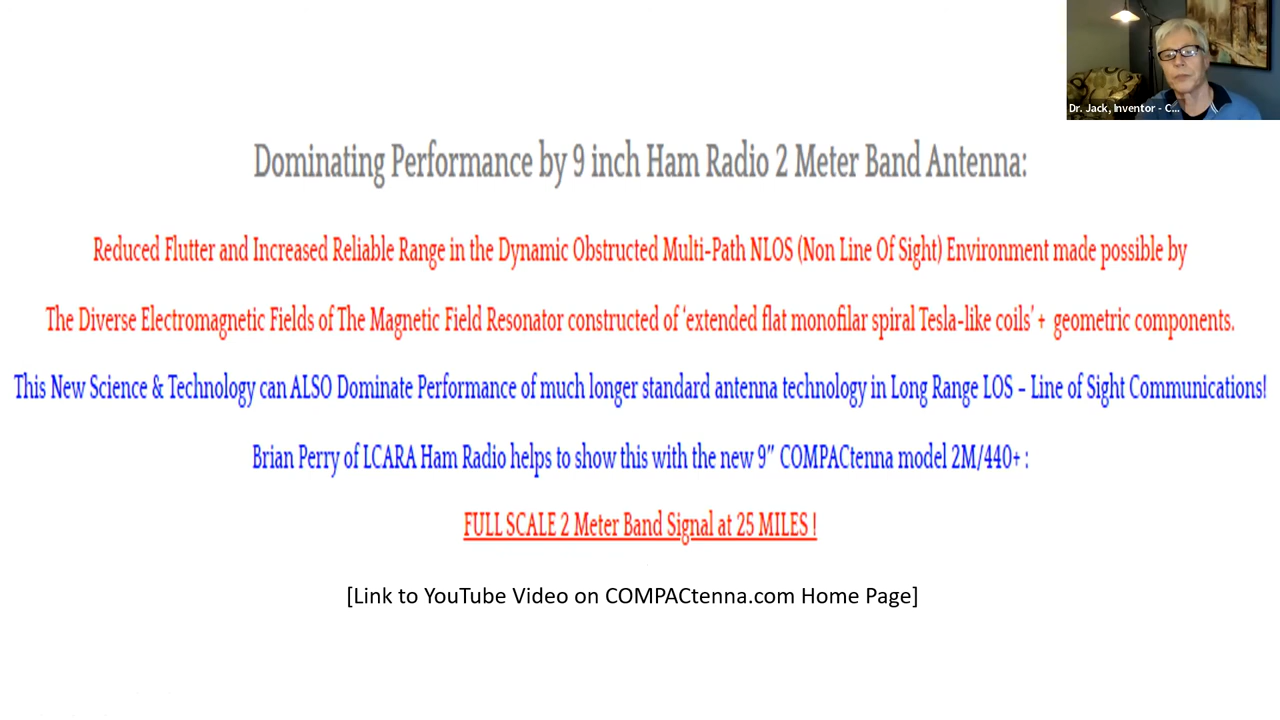 Dr. Jack, Inventor - C...
Dominating Performance by 9 inch Ham Radio 2 Meter Band Antenna:
Reduced Flutter and Increased Reliable Range in the Dynamic Obstructed Multi-Path NLOS (Non Line Of Sight) Environment made possible by
The Diverse Electromagnetic Fields of The Magnetic Field Resonator constructed of ‘extended flat monofilar spiral Tesla-like coils’ + geometric components.
This New Science & Technology can ALSO Dominate Performance of much longer standard antenna technology in Long Range LOS – Line of Sight Communications!
Brian Perry of LCARA Ham Radio helps to show this with the new 9” COMPACtenna model 2M/440+ :
FULL SCALE 2 Meter Band Signal at 25 MILES !
[Link to YouTube Video on COMPACtenna.com Home Page]